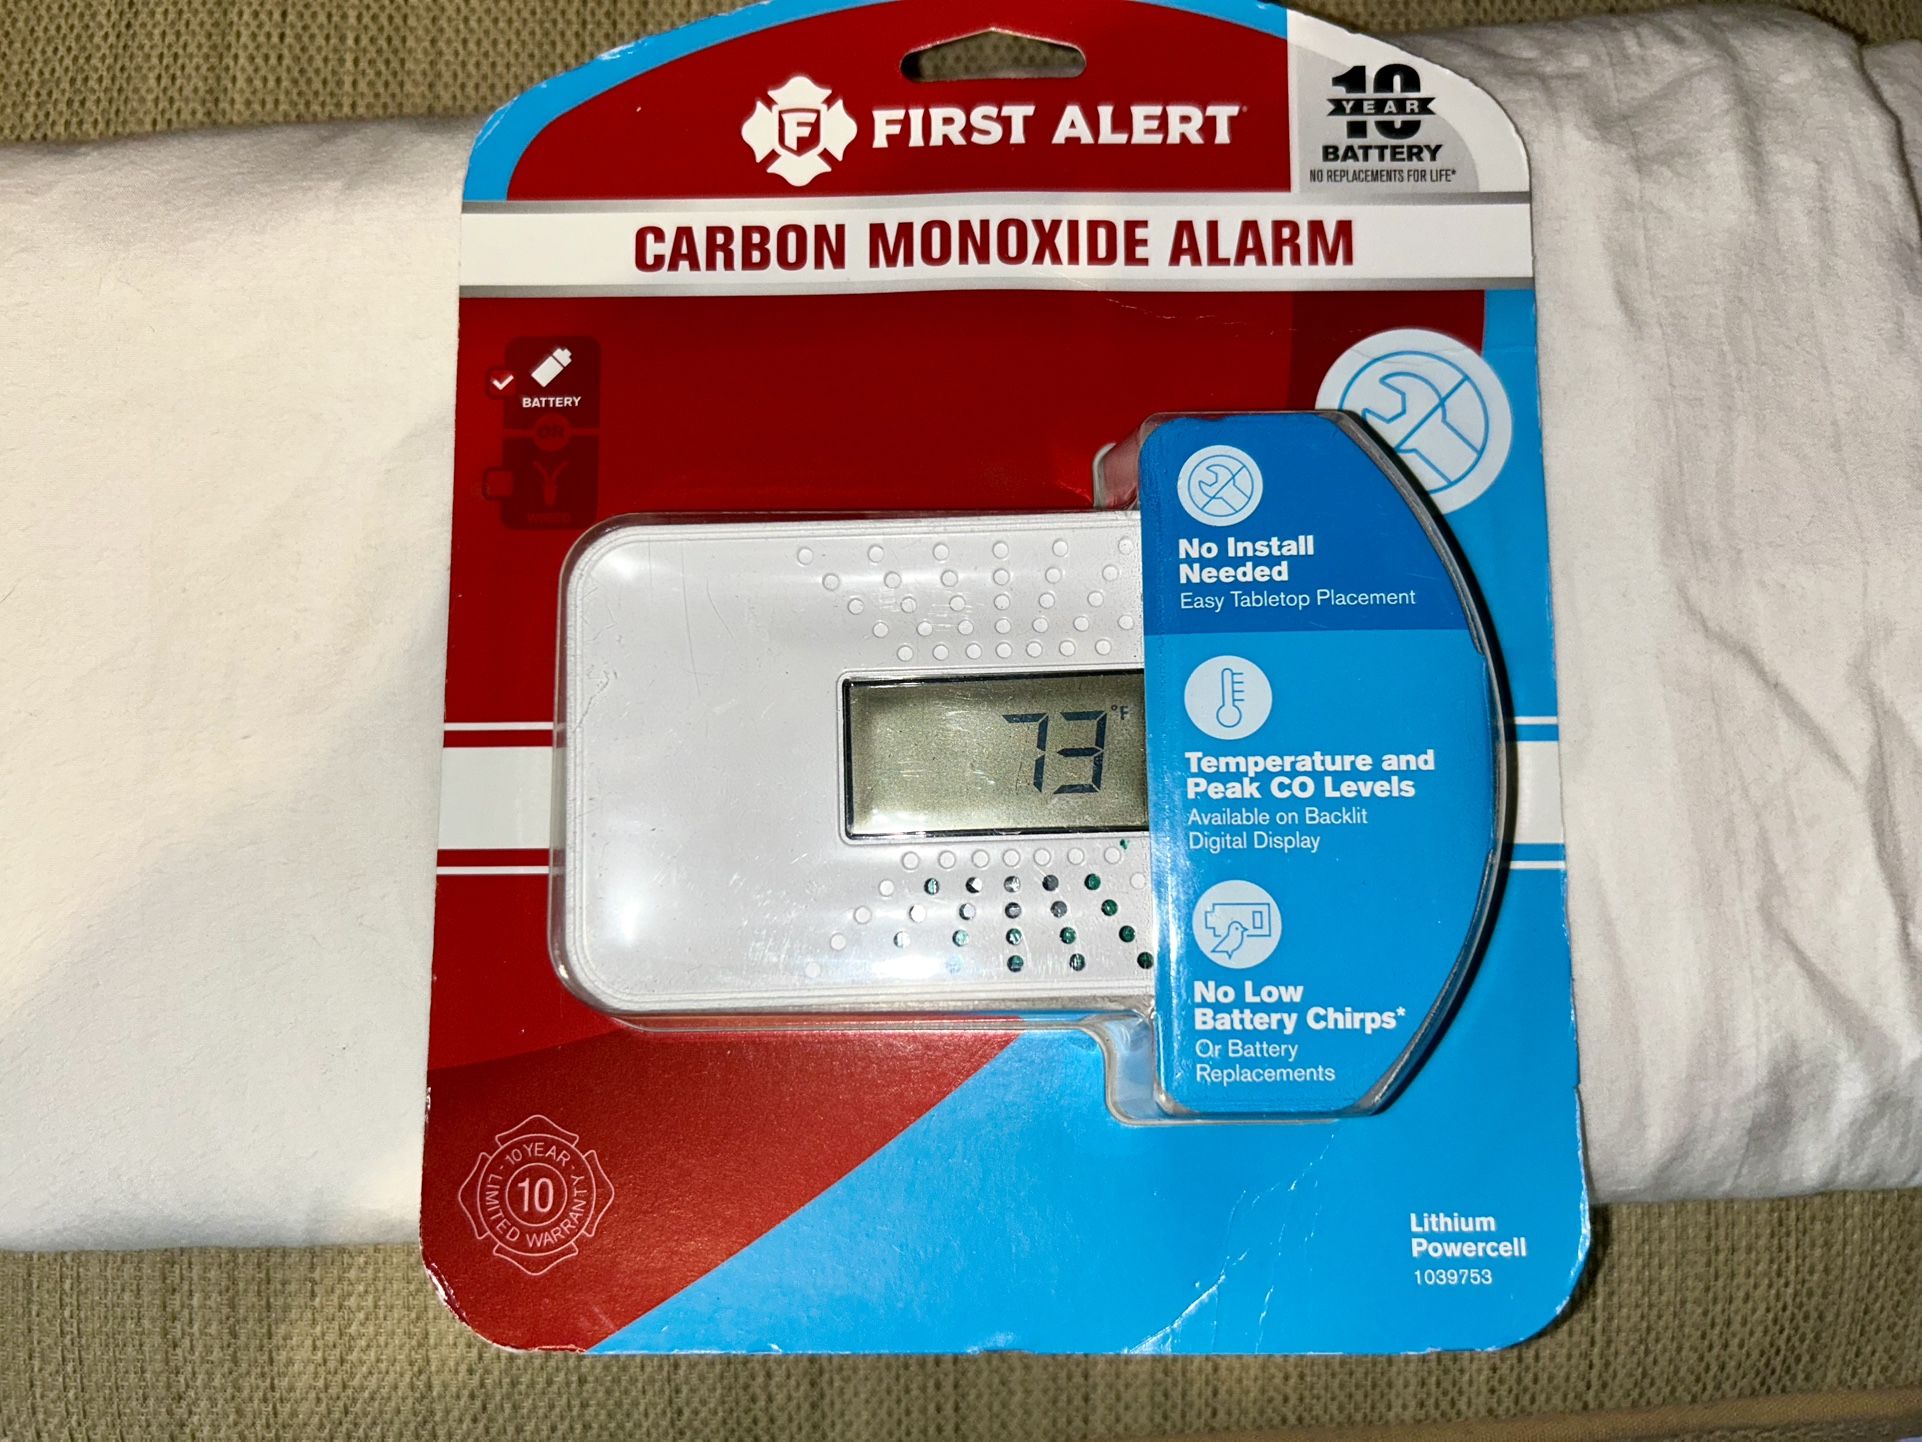 FIRST ALERT
10
YEAR
BATTERY
NO REPLACEMENTS FOR LIFE*
CARBON MONOXIDE ALARM
BATTERY
OR
WIRED
No Install
Needed
Easy Tabletop Placement
73°F
Temperature and
Peak CO Levels
Available on Backlit
Digital Display
No Low
Battery Chirps*
Or Battery
Replacements
10 YEAR
10
LIMITED WARRANTY
Lithium
Powercell
1039753